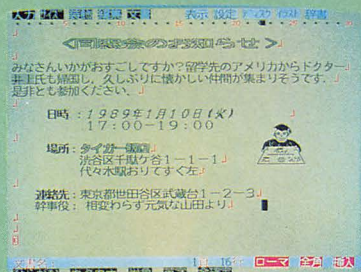 入力
表示 設定 辞書
＜同窓会のお知らせ＞
みなさんいかがおすごしですか？留学先のアメリカからドクター
井王氏も帰国し、久しぶりに懐かしい仲間が集まりそうです。
是非とも参加ください。
日時：1989年1月10日(火)
17:00-19:00
場所：タイガー飯店
渋谷区千駄ケ谷1-1-1
代々木駅おりてすぐ左
連絡先：東京都世田谷区武蔵台1-2-3
幹事役：相変わらず元気な山田より
ローマ 全角 挿入